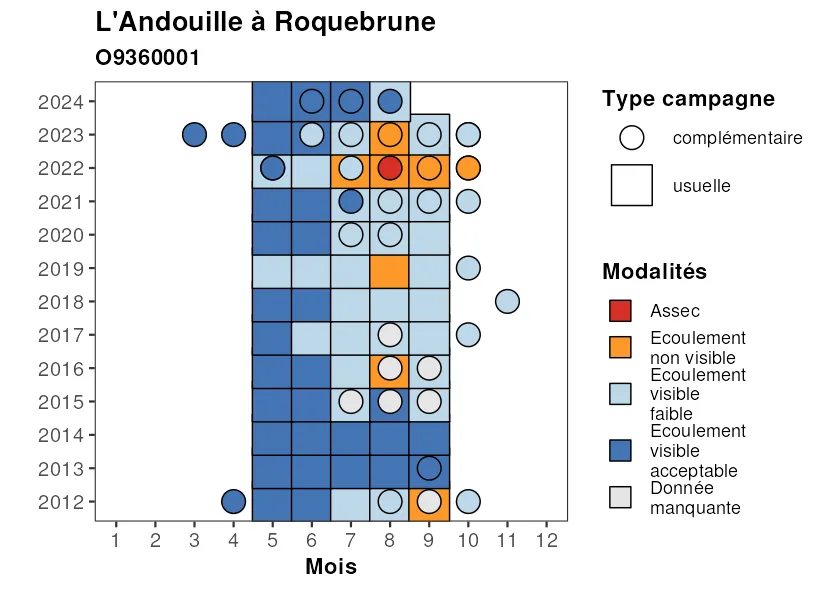 L'Andouille à Roquebrune
O9360001
2024
2023
2022
2021
2020
2019
2018
2017
2016
2015
2014
2013
2012
1 2 3 4 5 6 7 8 9 10 11 12
Mois
Type campagne
complémentaire
usuelle
Modalités
Assec
Ecoulement
non visible
Ecoulement
visible
faible
Ecoulement
visible
acceptable
Donnée
manquante